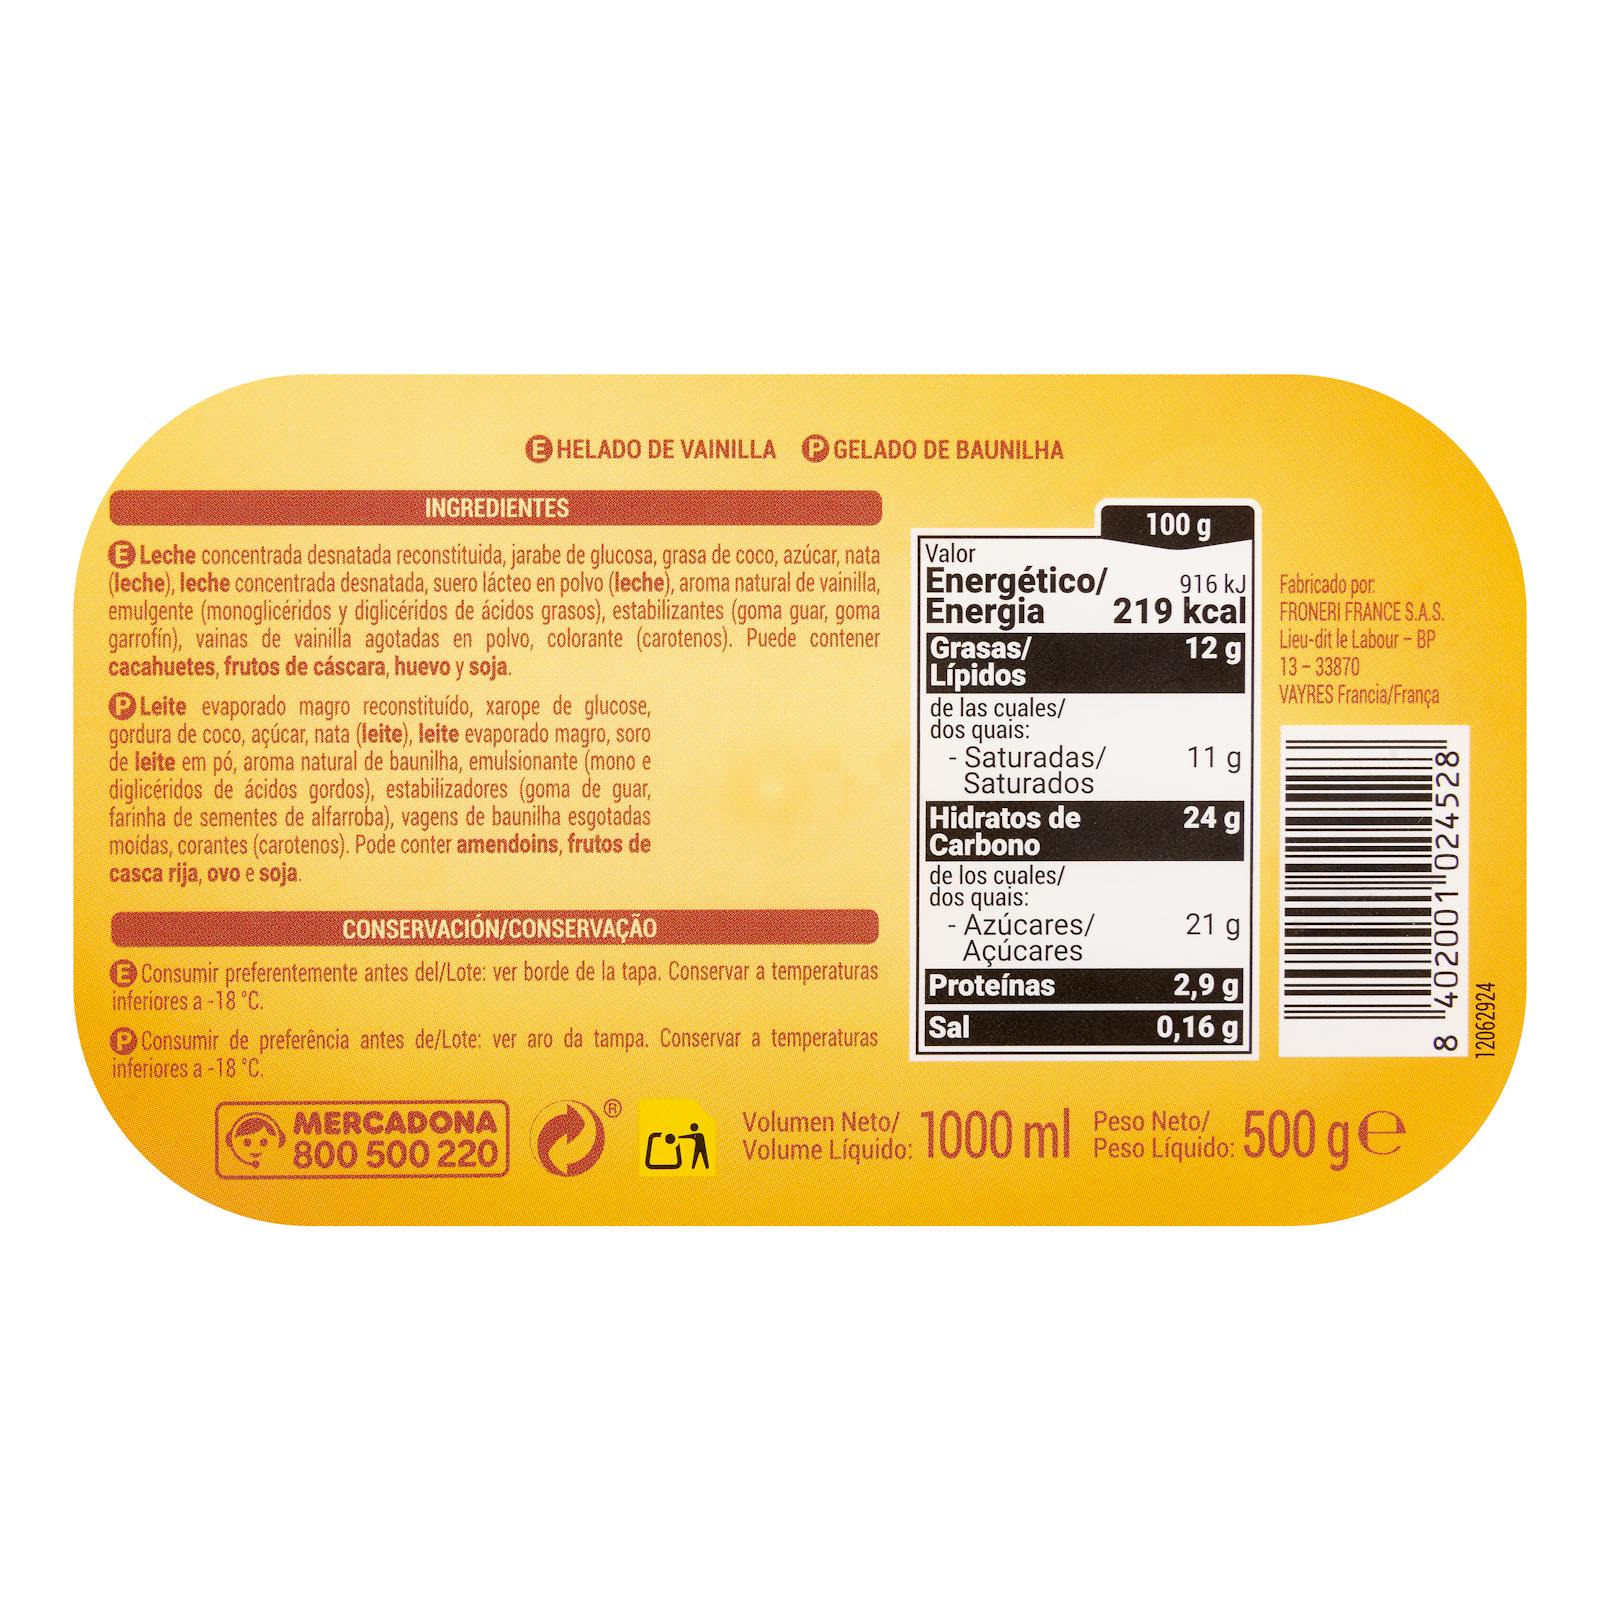 E HELADO DE VAINILLA P GELADO DE BAUNILHA
INGREDIENTES
E Leche concentrada desnatada reconstituida, jarabe de glucosa, grasa de coco, azúcar, nata
(leche), leche concentrada desnatada, suero lácteo en polvo (leche), aroma natural de vainilla,
emulgente (monoglicéridos y diglicéridos de ácidos grasos), estabilizantes (goma guar, goma
garrofín), vainas de vainilla agotadas en polvo, colorante (carotenos). Puede contener
cacahuetes, frutos de cáscara, huevo y soja.
P Leite evaporado magro reconstituído, xarope de glucose,
gordura de coco, açúcar, nata (leite), leite evaporado magro, soro
de leite em pó, aroma natural de baunilha, emulsionante (mono e
diglicéridos de ácidos gordos), estabilizadores (goma de guar,
farinha de sementes de alfarroba), vagens de baunilha esgotadas
moídas, corantes (carotenos). Pode conter amendoins, frutos de
casca rija, ovo e soja.
CONSERVACIÓN/CONSERVAÇÃO
E Consumir preferentemente antes del/Lote: ver borde de la tapa. Conservar a temperaturas
inferiores a -18 °C.
P Consumir de preferência antes de/Lote: ver aro da tampa. Conservar a temperaturas
inferiores a -18 °C.
100 g
Valor
Energético/ 916 kJ
Energia 219 kcal
Grasas/ 12 g
Lípidos
de las cuales/
dos quais:
- Saturadas/ 11 g
Saturados
Hidratos de 24 g
Carbono
de los cuales/
dos quais:
- Azúcares/ 21 g
Açúcares
Proteínas 2,9 g
Sal 0,16 g
Fabricado por:
FRONERI FRANCE S.A.S.
Lieu-dit le Labour – BP
13 – 33870
VAYRES Francia/França
8 402001 024528
12062924
MERCADONA
800 500 220
®
Volumen Neto/
Volume Líquido: 1000 ml
Peso Neto/
Peso Líquido: 500 g e